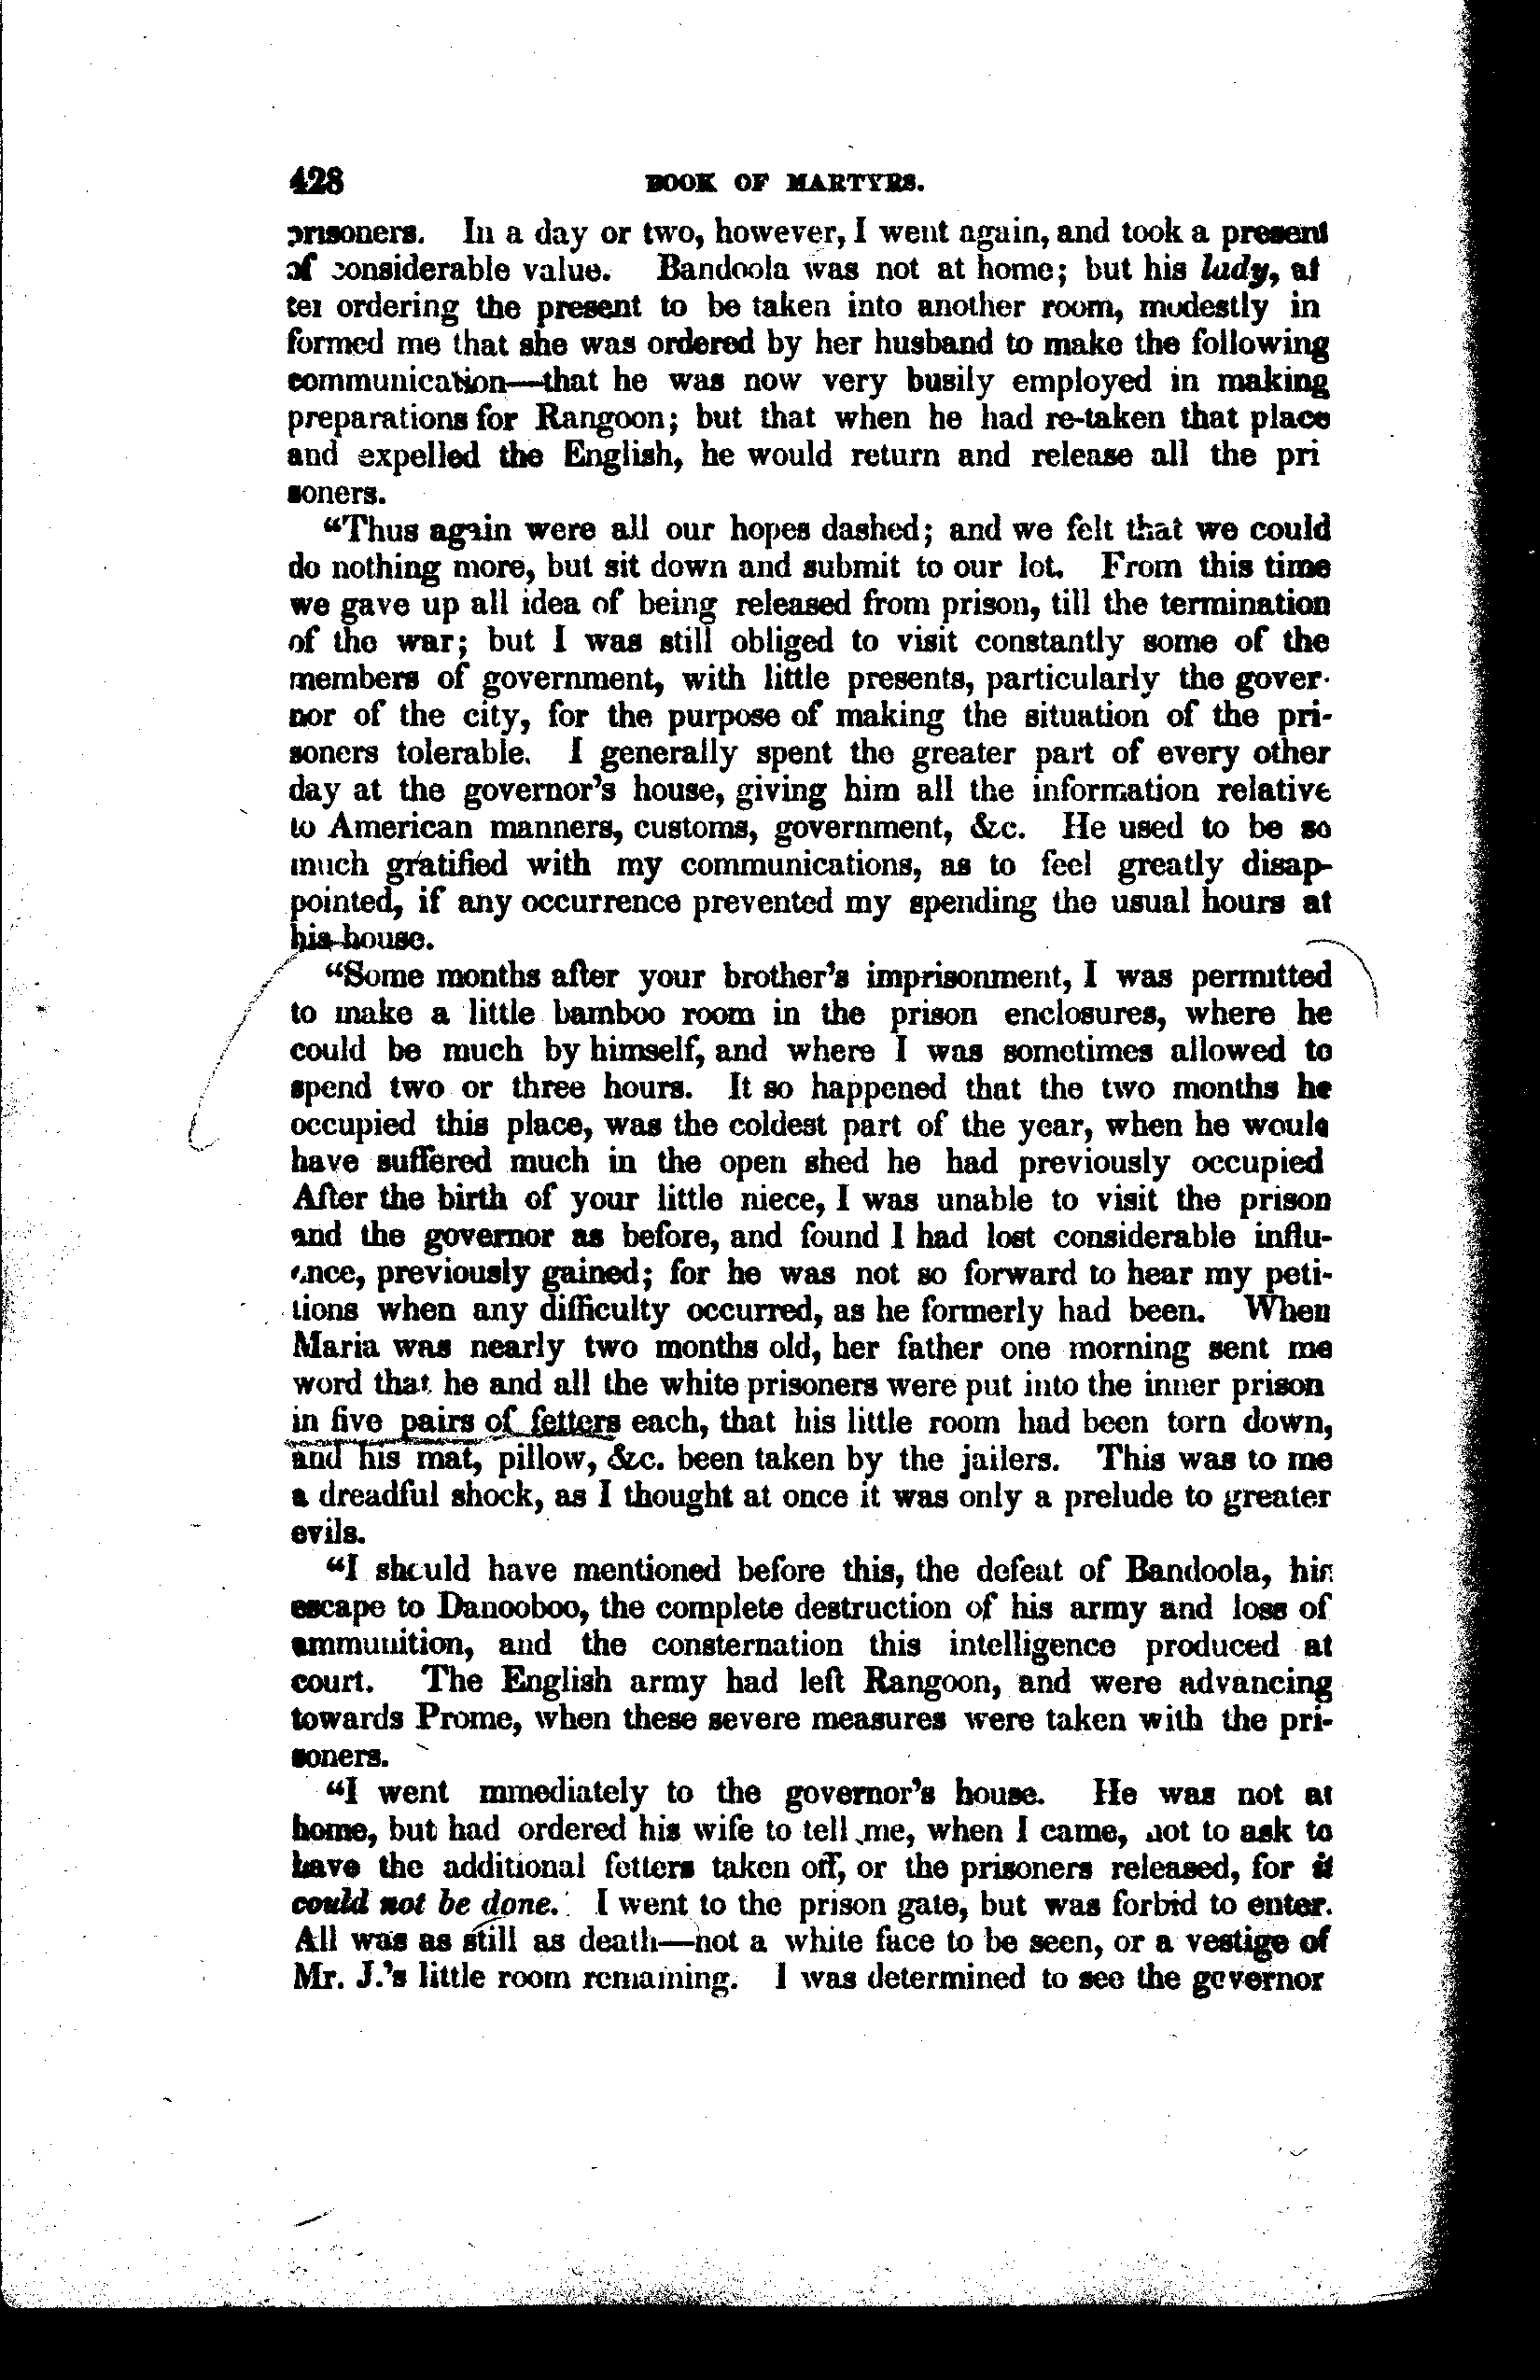 428 BOOK OF MARTYRS.
prisoners. In a day or two, however, I went again, and took a present
of considerable value. Bandoola was not at home; but his lady, af
ter ordering the present to be taken into another room, modestly in
formed me that she was ordered by her husband to make the following
communication—that he was now very busily employed in making
preparations for Rangoon; but that when he had re-taken that place
and expelled the English, he would return and release all the pri
soners.
“Thus again were all our hopes dashed; and we felt that we could
do nothing more, but sit down and submit to our lot. From this time
we gave up all idea of being released from prison, till the termination
of the war; but I was still obliged to visit constantly some of the
members of government, with little presents, particularly the gover-
nor of the city, for the purpose of making the situation of the pri-
soners tolerable. I generally spent the greater part of every other
day at the governor's house, giving him all the information relative
to American manners, customs, government, &c. He used to be so
much gratified with my communications, as to feel greatly disap-
pointed, if any occurrence prevented my spending the usual hours at
his house.
“Some months after your brother's imprisonment, I was permitted
to make a little bamboo room in the prison enclosures, where he
could be much by himself, and where I was sometimes allowed to
spend two or three hours. It so happened that the two months he
occupied this place, was the coldest part of the year, when he would
have suffered much in the open shed he had previously occupied
After the birth of your little niece, I was unable to visit the prison
and the governor as before, and found I had lost considerable influ-
ence, previously gained; for he was not so forward to hear my peti-
tions when any difficulty occurred, as he formerly had been. When
Maria was nearly two months old, her father one morning sent me
word that he and all the white prisoners were put into the inner prison
in five pairs of fetters each, that his little room had been torn down,
and his mat, pillow, &c. been taken by the jailers. This was to me
a dreadful shock, as I thought at once it was only a prelude to greater
evils.
“I should have mentioned before this, the defeat of Bandoola, his
escape to Danooboo, the complete destruction of his army and loss of
ammunition, and the consternation this intelligence produced at
court. The English army had left Rangoon, and were advancing
towards Prome, when these severe measures were taken with the pri-
soners.
“I went mmediately to the governor's house. He was not at
home, but had ordered his wife to tell me, when I came, not to ask to
have the additional fetters taken off, or the prisoners released, for it
could not be done. I went to the prison gate, but was forbid to enter.
All was as still as death—not a white face to be seen, or a vestige of
Mr. J.'s little room remaining. I was determined to see the governor